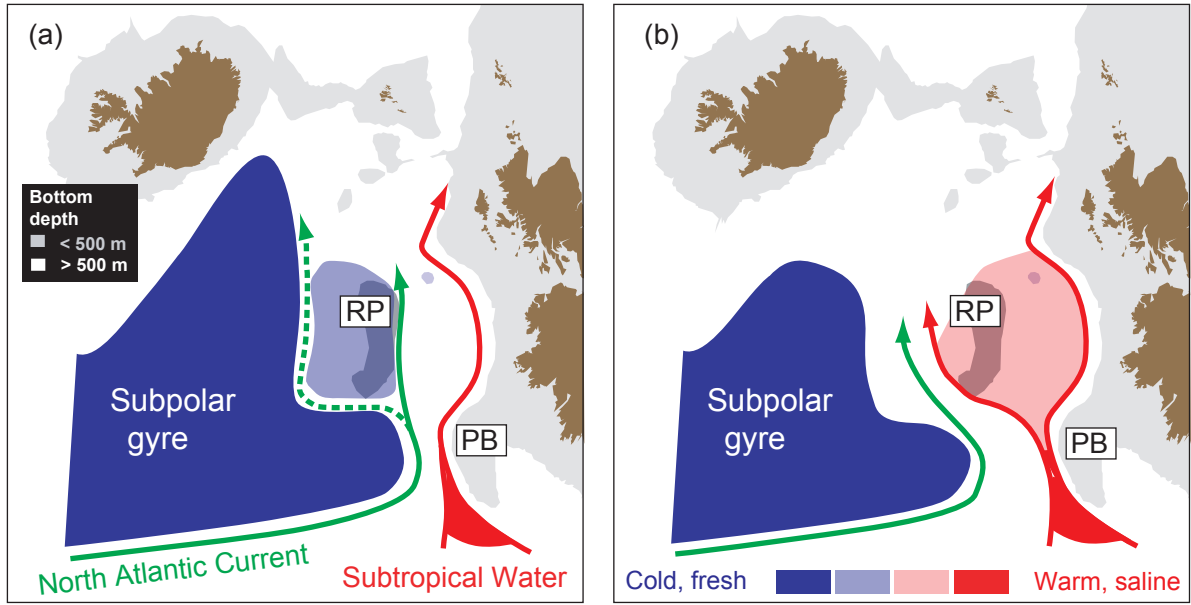 (a)
Bottom
depth
< 500 m
> 500 m
RP
Subpolar
gyre
PB
North Atlantic Current
Subtropical Water
(b)
RP
Subpolar
gyre
PB
Cold, fresh
Warm, saline